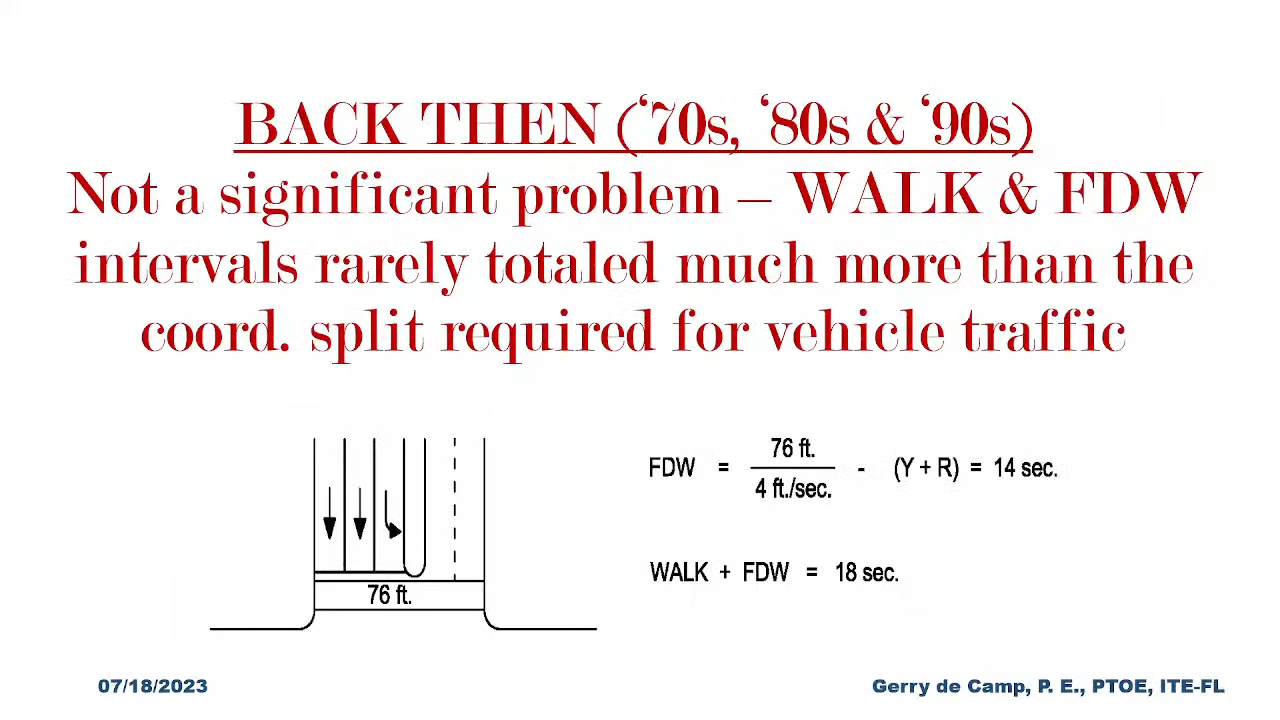 BACK THEN (‘70s, ‘80s & ‘90s)
Not a significant problem – WALK & FDW
intervals rarely totaled much more than the
coord. split required for vehicle traffic
76 ft.
FDW = 76 ft. / 4 ft./sec. - (Y + R) = 14 sec.
WALK + FDW = 18 sec.
07/18/2023
Gerry de Camp, P. E., PTOE, ITE-FL